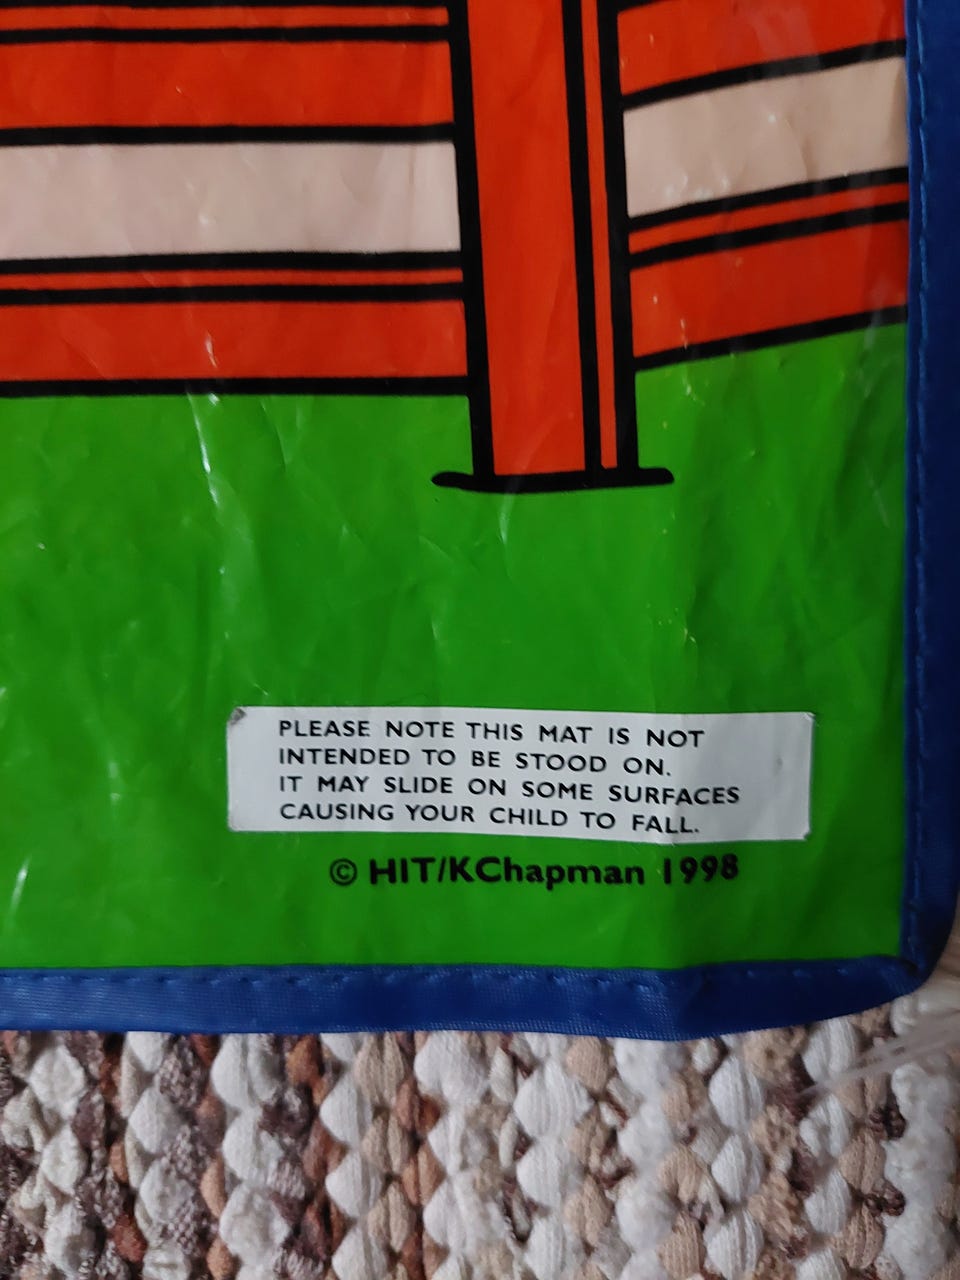 PLEASE NOTE THIS MAT IS NOT
INTENDED TO BE STOOD ON.
IT MAY SLIDE ON SOME SURFACES
CAUSING YOUR CHILD TO FALL.
© HIT/KChapman 1998